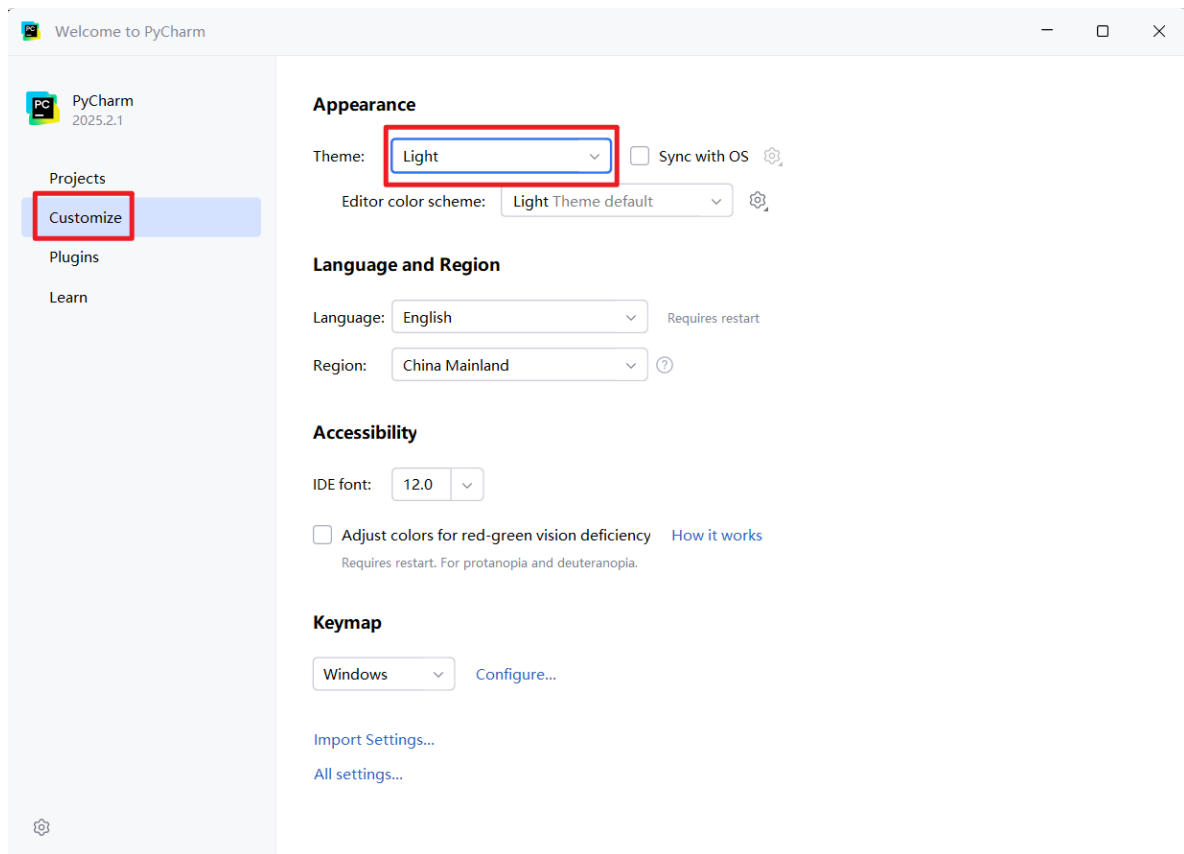 Welcome to PyCharm
PC
PyCharm
2025.2.1
Projects
Customize
Plugins
Learn
Appearance
Theme: Light Sync with OS
Editor color scheme: Light Theme default
Language and Region
Language: English Requires restart
Region: China Mainland ?
Accessibility
IDE font: 12.0
Adjust colors for red-green vision deficiency How it works
Requires restart. For protanopia and deuteranopia.
Keymap
Windows Configure...
Import Settings...
All settings...